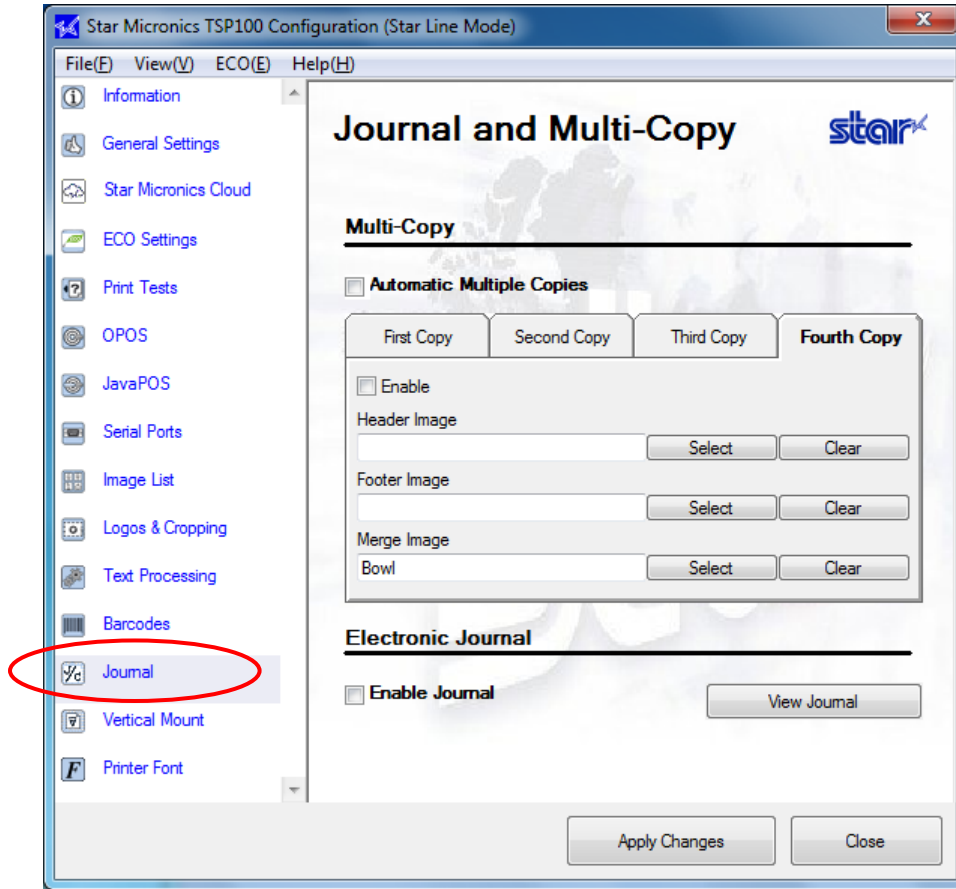 Star Micronics TSP100 Configuration (Star Line Mode)
File(F) View(V) ECO(E) Help(H)
Information
General Settings
Star Micronics Cloud
ECO Settings
Print Tests
OPOS
JavaPOS
Serial Ports
Image List
Logos & Cropping
Text Processing
Barcodes
Journal
Vertical Mount
Printer Font
Journal and Multi-Copy
star
Multi-Copy
Automatic Multiple Copies
First Copy Second Copy Third Copy Fourth Copy
Enable
Header Image
Select Clear
Footer Image
Select Clear
Merge Image
Bowl Select Clear
Electronic Journal
Enable Journal View Journal
Apply Changes Close